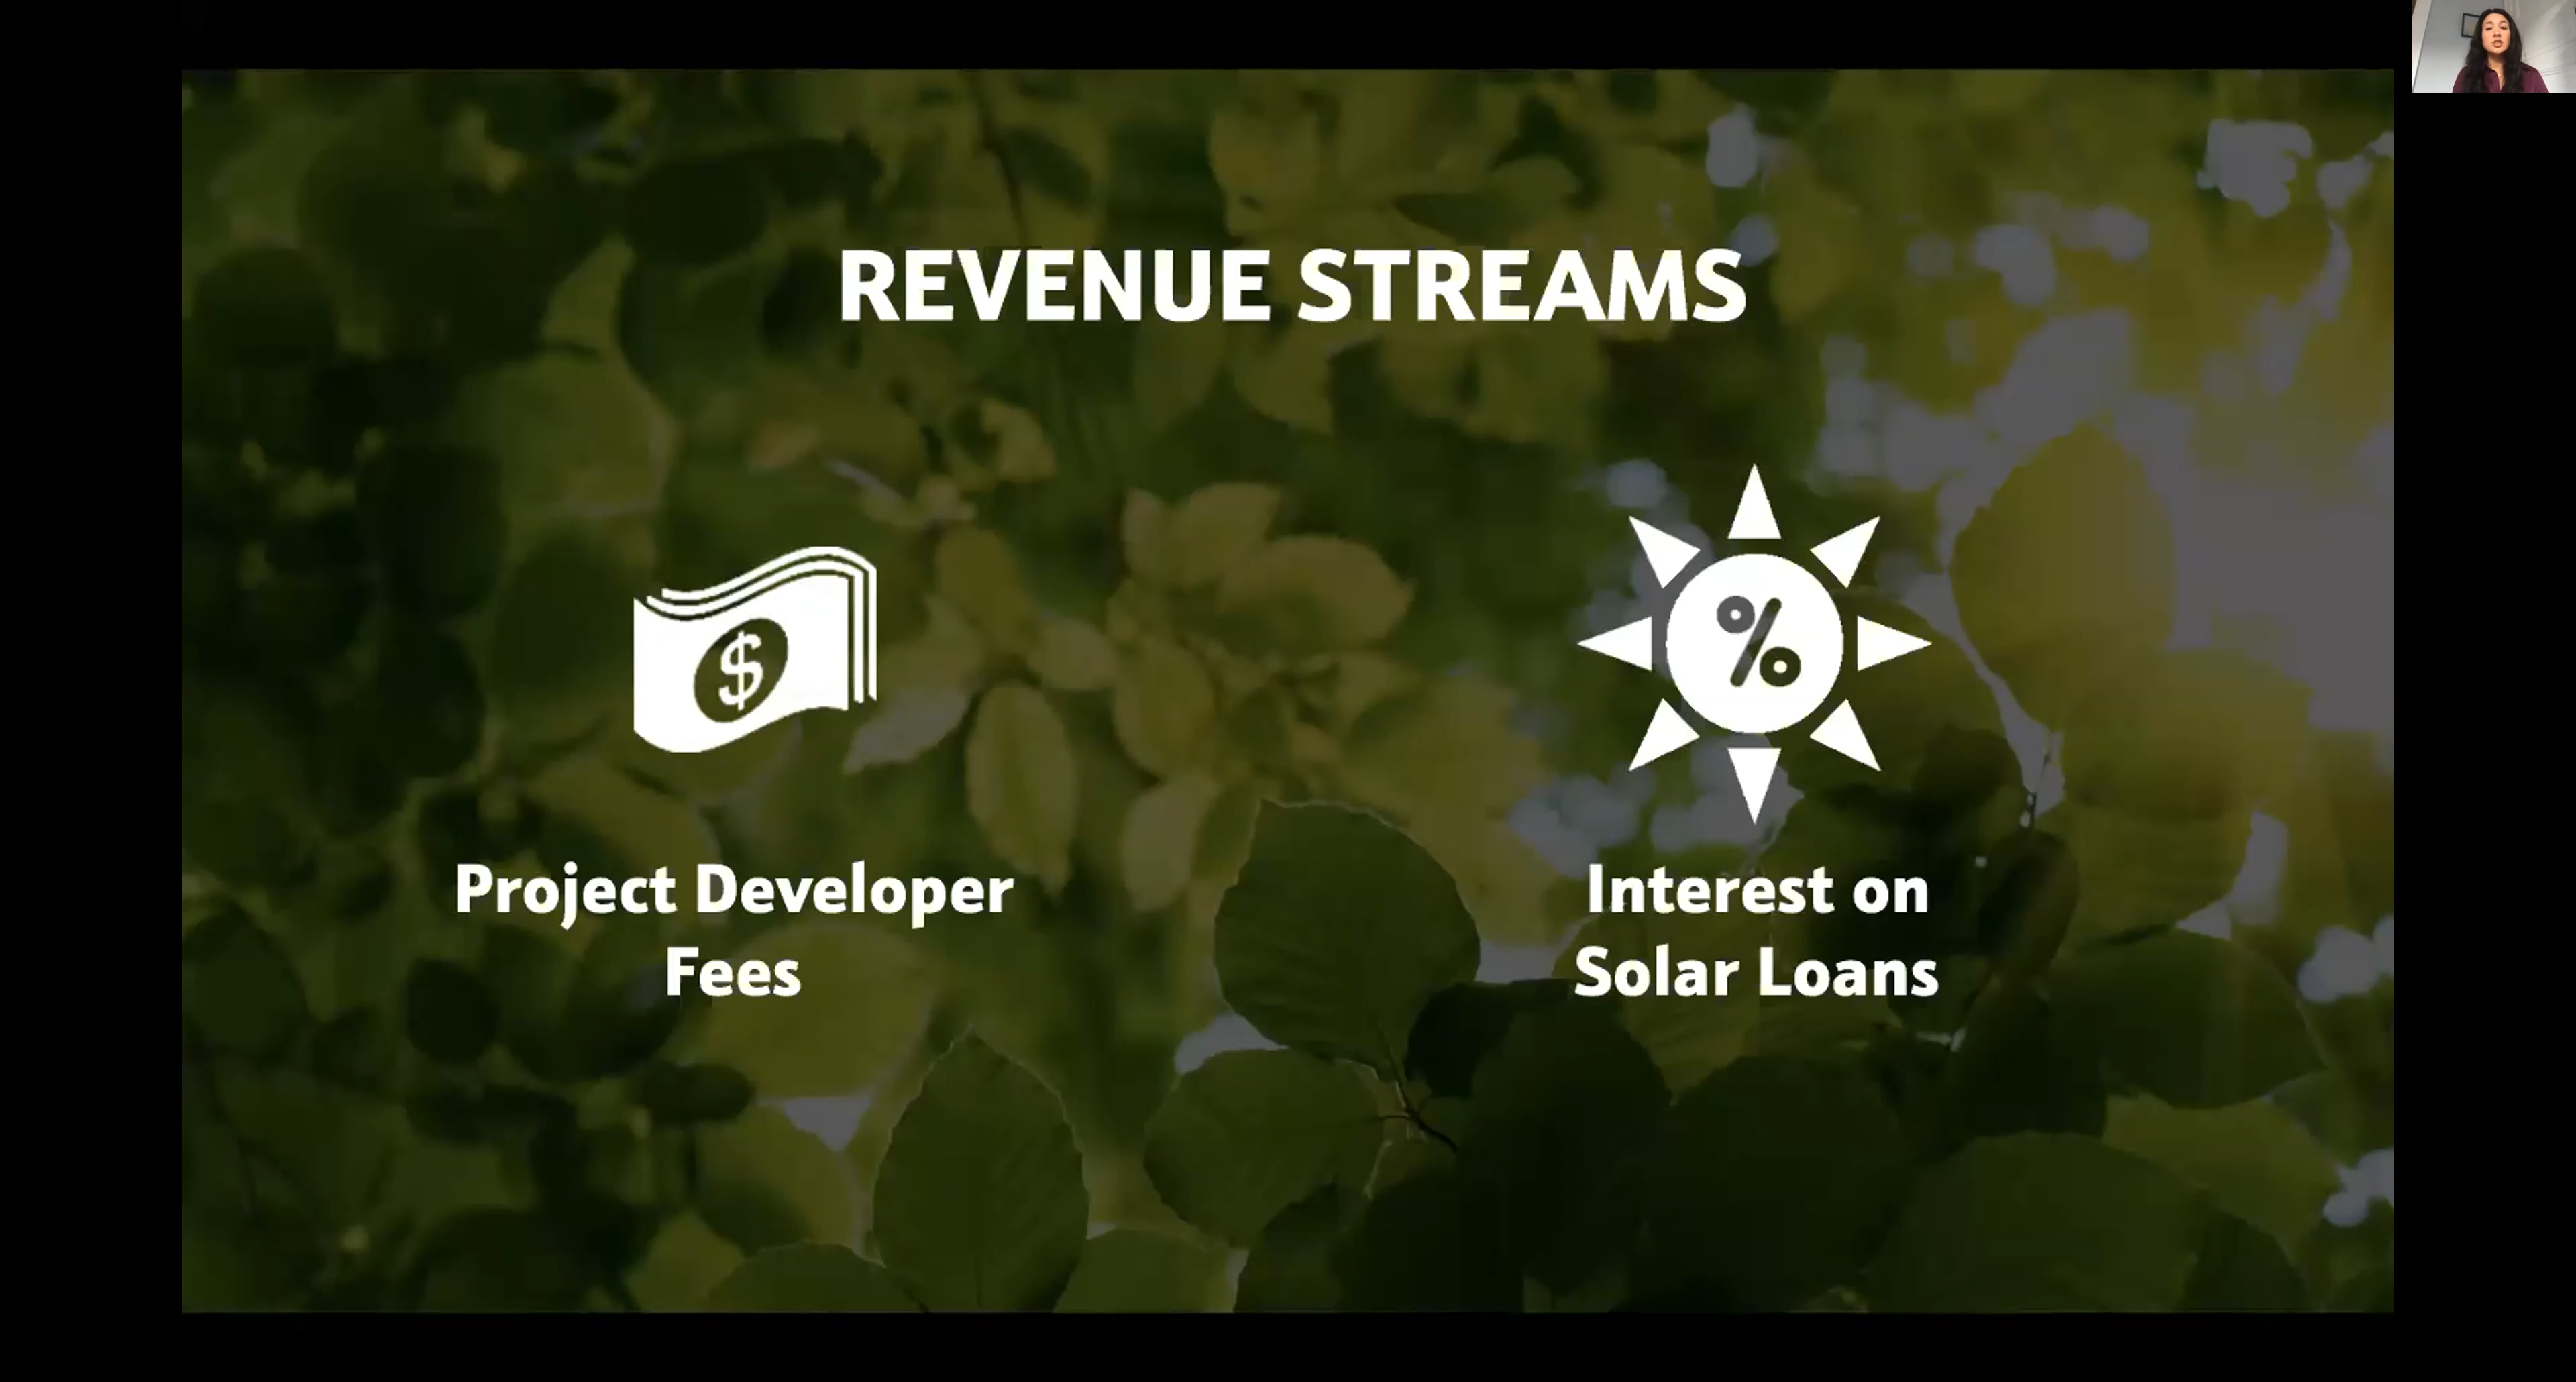 REVENUE STREAMS
$
%
Project Developer
Fees
Interest on
Solar Loans